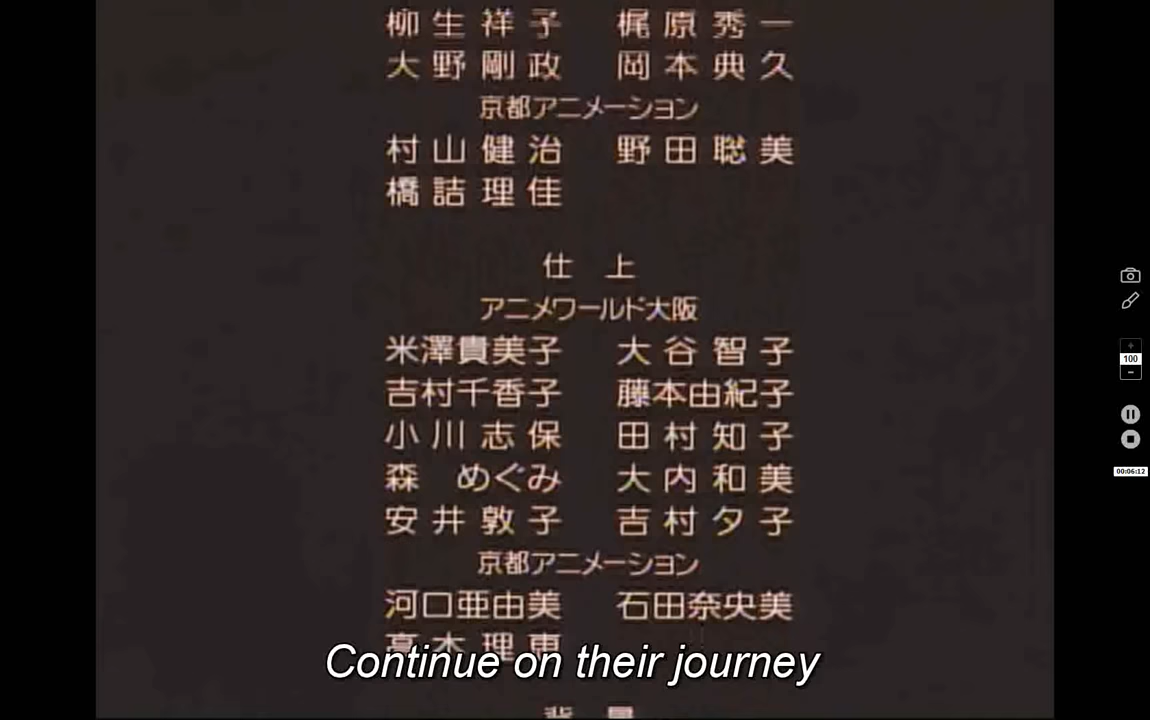 柳生祥子 梶原秀一
大野剛政 岡本典久
京都アニメーション
村山健治 野田聡美
橋詰理佳
仕上
アニメワールド大阪
米澤貴美子 大谷智子
吉村千香子 藤本由紀子
小川志保 田村知子
森 めぐみ 大内和美
安井敦子 吉村夕子
京都アニメーション
河口亜由美 石田奈央美
高木理恵
Continue on their journey
背景
+
100
-
00:06:12